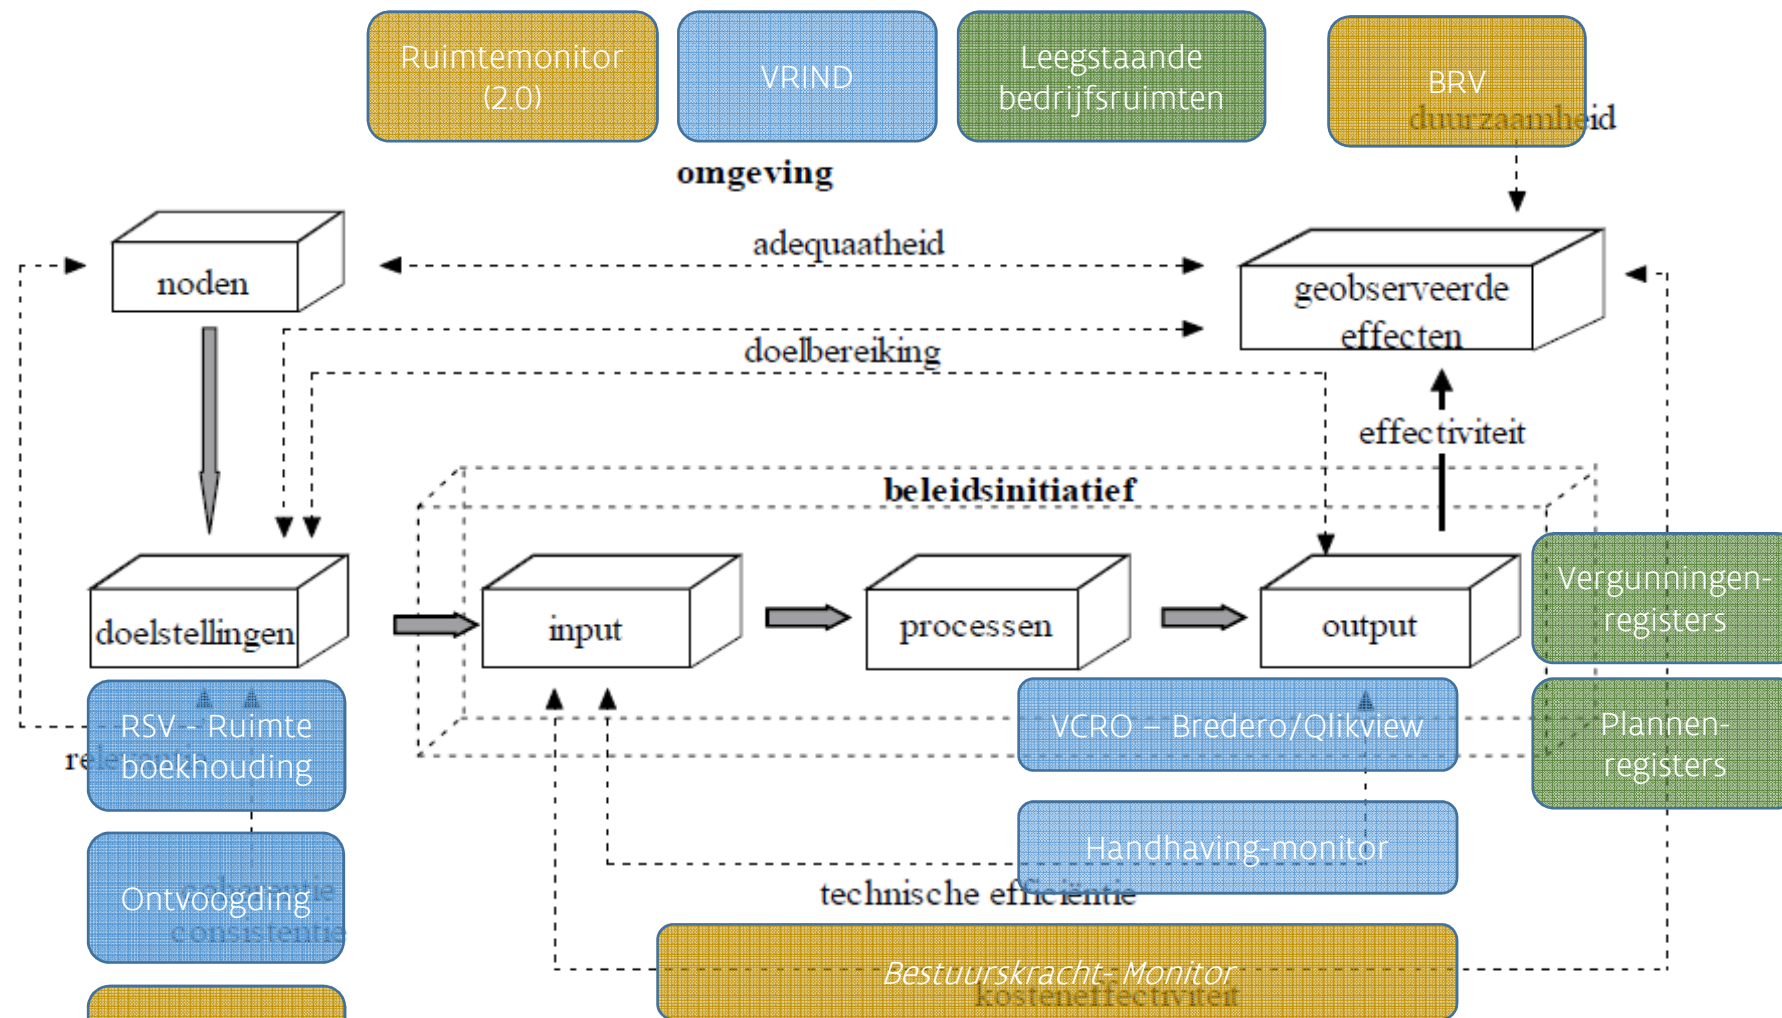 Ruimtemonitor
(2.0)
VRIND
Leegstaande
bedrijfsruimten
BRV
duurzaamheid
omgeving
adequaatheid
noden
geobserveerde
effecten
doelbereiking
effectiviteit
beleidsinitiatief
doelstellingen
input
processen
output
Vergunningen-
registers
RSV - Ruimte
boekhouding
relevantie
VCRO – Bredero/Qlikview
Plannen-
registers
Handhaving-monitor
Ontvoogding
coherentie
consistentie
technische efficiëntie
Bestuurskracht- Monitor
kosteneffectiviteit